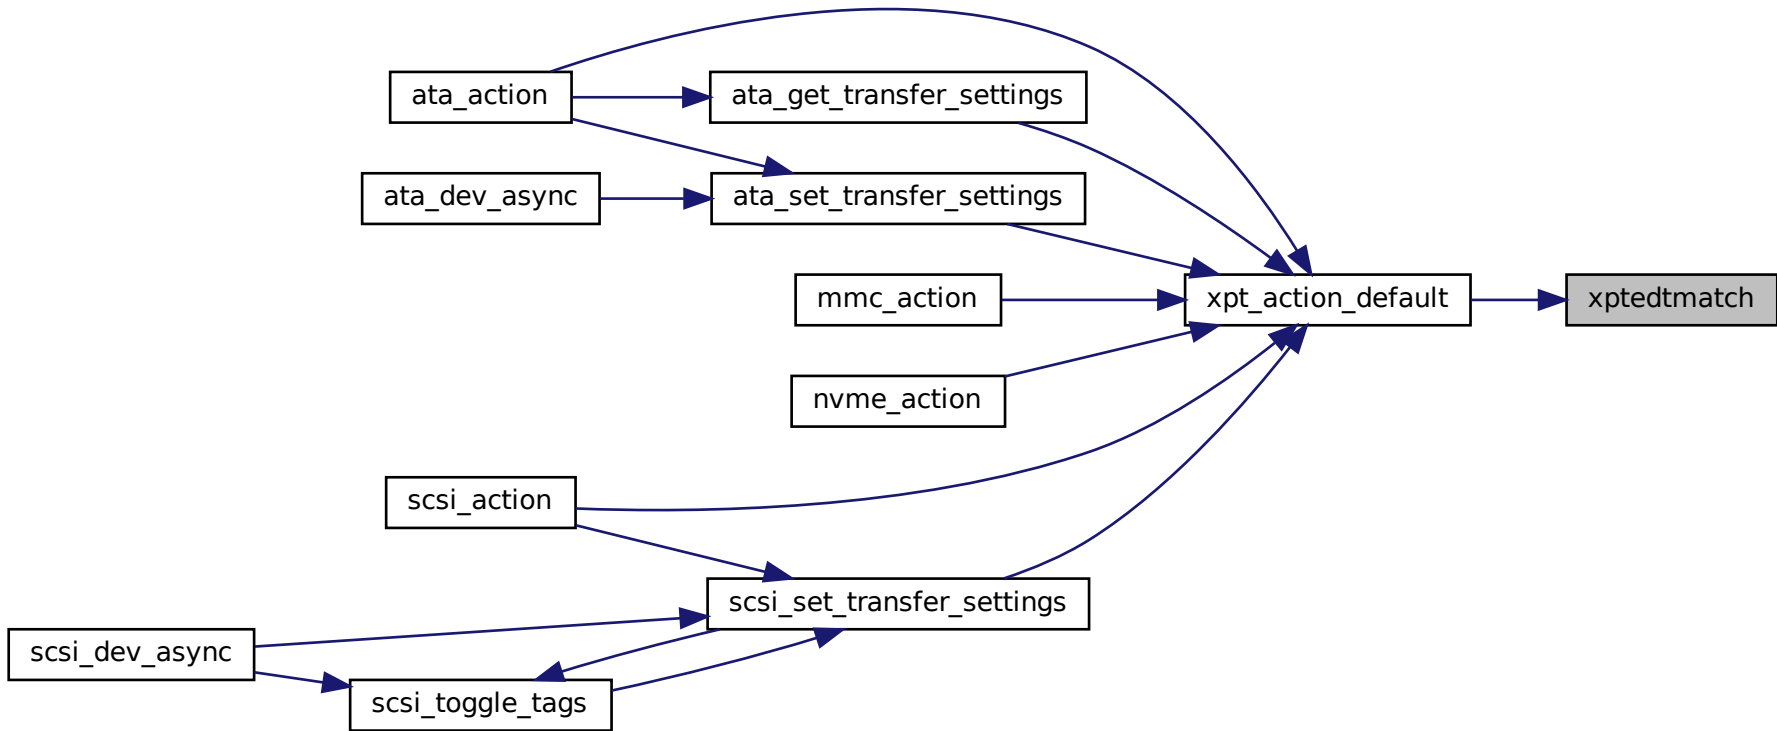 ata_action
ata_get_transfer_settings
ata_dev_async
ata_set_transfer_settings
mmc_action
xpt_action_default
xptedtmatch
nvme_action
scsi_action
scsi_set_transfer_settings
scsi_dev_async
scsi_toggle_tags